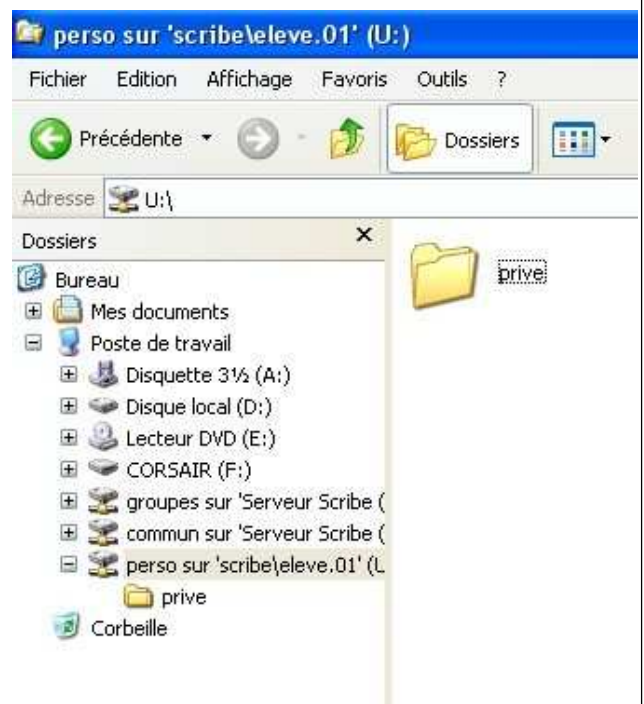 perso sur 'scribe\eleve.01' (U:)
Fichier Edition Affichage Favoris Outils ?
Précédente Dossiers
Adresse U:\
Dossiers
Bureau
Mes documents
Poste de travail
Disquette 3½ (A:)
Disque local (D:)
Lecteur DVD (E:)
CORSAIR (F:)
groupes sur 'Serveur Scribe (
commun sur 'Serveur Scribe (
perso sur 'scribe\eleve.01' (U
prive
Corbeille
prive